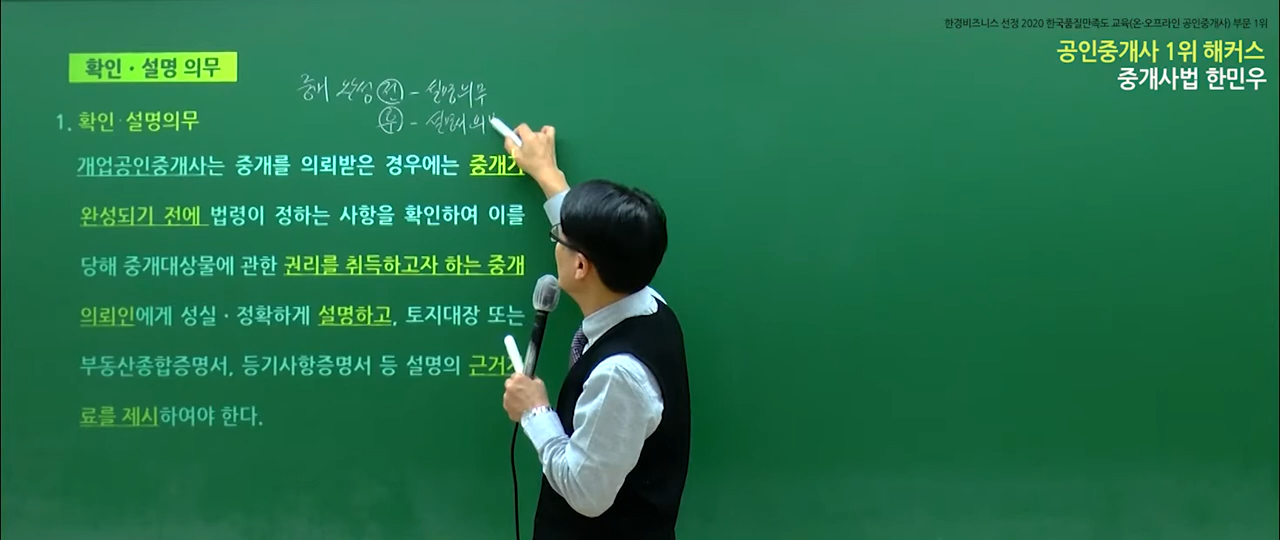 한경비즈니스 선정 2020 한국품질만족도 교육(온·오프라인 공인중개사) 부문 1위
공인중개사 1위 해커스
중개사법 한민우
확인·설명 의무
중개 완성 전 - 설명의무
후 - 설명서 의
1. 확인·설명의무
개업공인중개사는 중개를 의뢰받은 경우에는 중개가
완성되기 전에 법령이 정하는 사항을 확인하여 이를
당해 중개대상물에 관한 권리를 취득하고자 하는 중개
의뢰인에게 성실·정확하게 설명하고, 토지대장 또는
부동산종합증명서, 등기사항증명서 등 설명의 근거자
료를 제시하여야 한다.